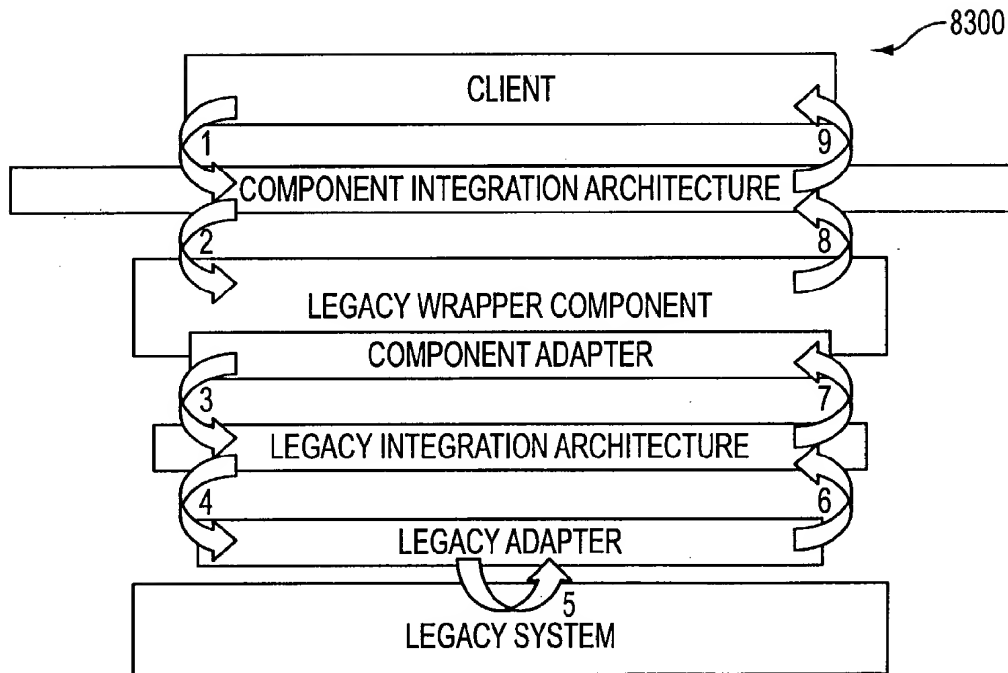 8300
CLIENT
1
9
COMPONENT INTEGRATION ARCHITECTURE
2
8
LEGACY WRAPPER COMPONENT
COMPONENT ADAPTER
3
7
LEGACY INTEGRATION ARCHITECTURE
4
6
LEGACY ADAPTER
5
LEGACY SYSTEM